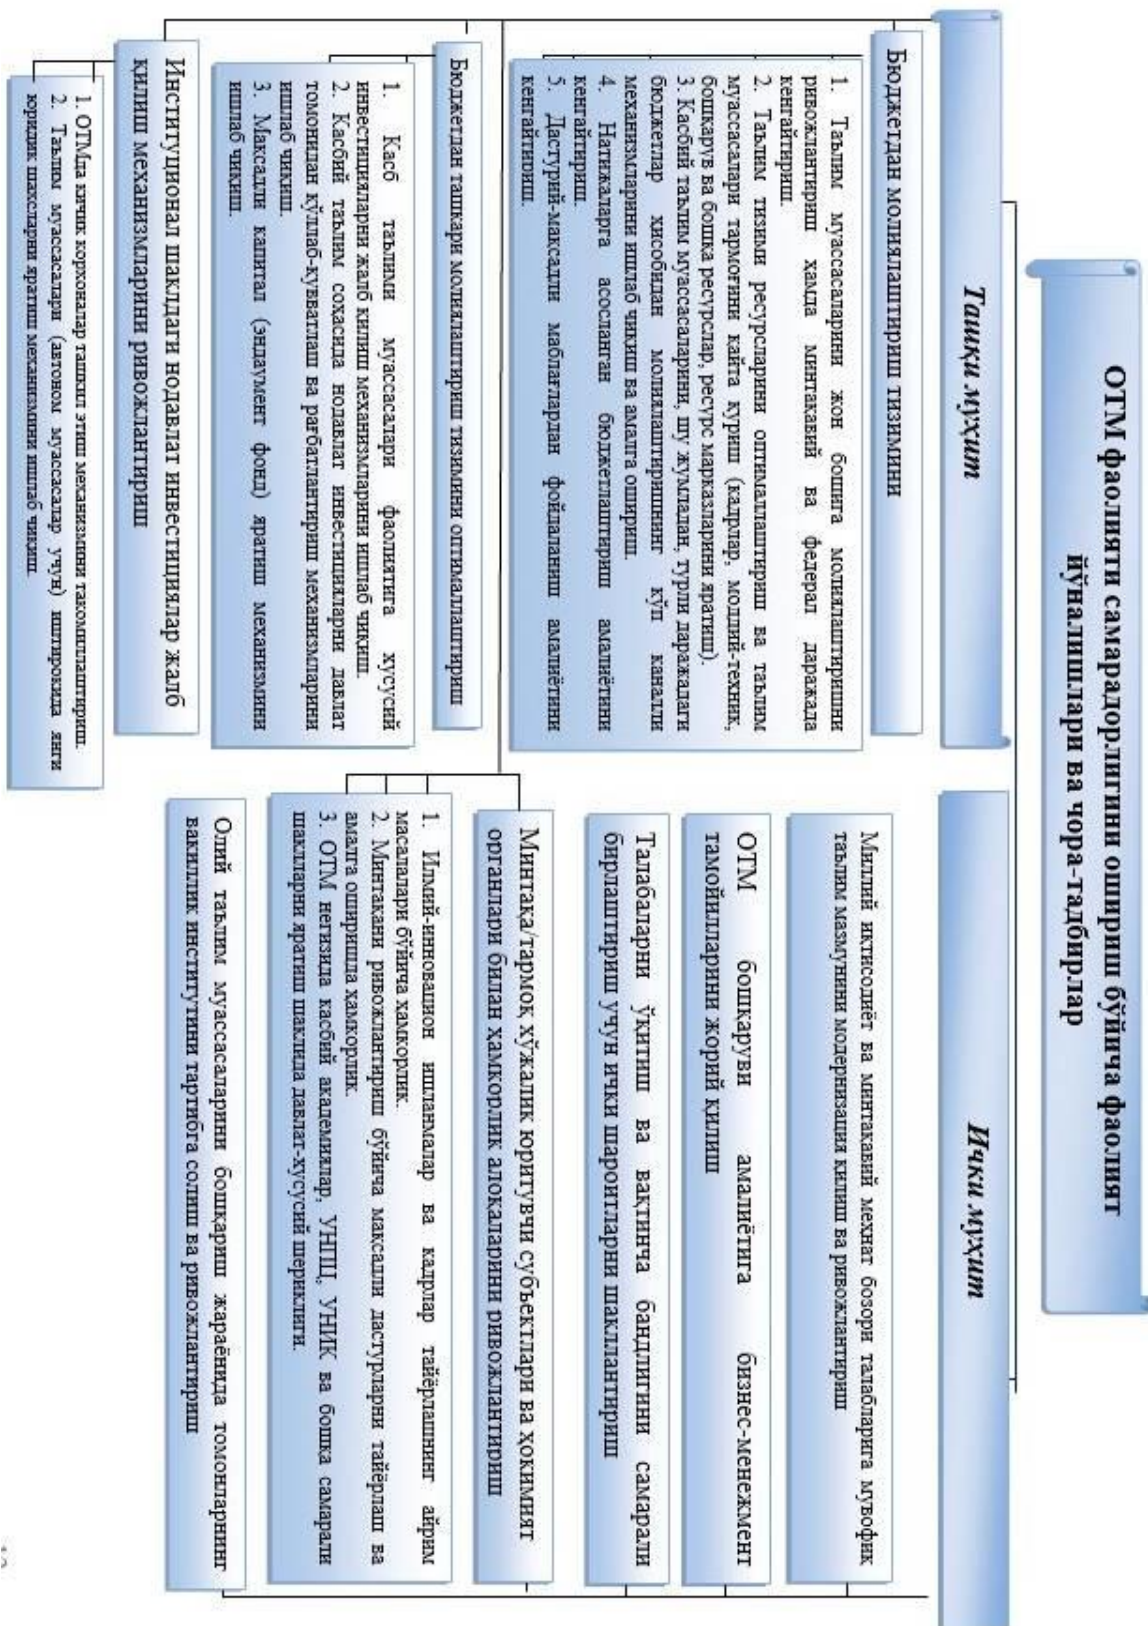 ОТМ фаолияти самарадорлигини ошириш бўйича фаолият
йўналишлари ва чора-тадбирлар
Ташқи муҳит
Бюджетдан молиялаштириш тизимини
1. Таълим муассасаларини жон бошига молиялаштиришни
ривожлантириш ҳамда минтақавий ва федерал даражада
кенгайтириш.
2. Таълим тизими ресурсларини оптималлаштириш ва таълим
муассасалари тармоғини қайта қуриш (кадрлар, моддий-техник,
бошқарув ва бошқа ресурслар, ресурс марказларини яратиш).
3. Касбий таълим муассасаларини, шу жумладан, турли даражадаги
бюджетлар ҳисобидан молиялаштиришнинг кўп каналли
механизмларини ишлаб чиқиш ва амалга ошириш.
4. Натижаларга асосланган бюджетлаштириш амалиётини
кенгайтириш.
5. Дастурий-мақсадли маблағлардан фойдаланиш амалиётини
кенгайтириш.
Бюджетдан ташқари молиялаштириш тизимини оптималлаштириш
1. Касб таълими муассасалари фаолиятига хусусий
инвестицияларни жалб қилиш механизмларини ишлаб чиқиш.
2. Касбий таълим соҳасида нодавлат инвестицияларни давлат
томонидан қўллаб-қувватлаш ва рағбатлантириш механизмларини
ишлаб чиқиш.
3. Мақсадли капитал (эндаумент фонд) яратиш механизмини
ишлаб чиқиш.
Институционал шаклдаги нодавлат инвестициялар жалб
қилиш механизмларини ривожлантириш
1. ОТМда кичик корхоналар ташкил этиш механизмини такомиллаштириш.
2. Таълим муассасалари (автоном муассасалар учун) иштирокида янги
юридик шахсларни яратиш механизмини ишлаб чиқиш.
Ички муҳит
Миллий иқтисодиёт ва минтақавий меҳнат бозори талабларига мувофиқ
таълим мазмунини модернизация қилиш ва ривожлантириш
ОТМ бошқаруви амалиётига бизнес-менежмент
тамойилларини жорий қилиш
Талабаларни ўқитиш ва вақтинча бандлигини самарали
бирлаштириш учун ички шароитларни шакллантириш
Минтақа/тармоқ хўжалик юритувчи субъектлари ва ҳокимият
органлари билан ҳамкорлик алоқаларини ривожлантириш
1. Илмий-инновацион ишланмалар ва кадрлар тайёрлашнинг айрим
масалалари бўйича ҳамкорлик.
2. Минтақани ривожлантириш бўйича мақсадли дастурларни тайёрлаш ва
амалга оширишда ҳамкорлик.
3. ОТМ негизида касбий академиялар, УНПЦ, УНИК ва бошқа самарали
шаклларни яратиш шаклида давлат-хусусий шериклиги.
Олий таълим муассасаларини бошқариш жараёнида томонларнинг
вакиллик институтини тартибга солиш ва ривожлантириш